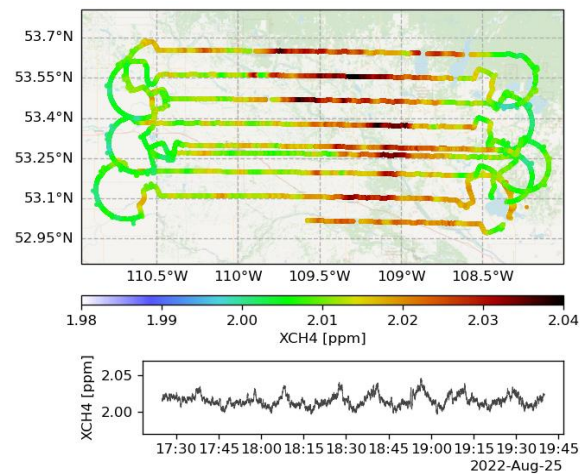 53.7°N
53.55°N
53.4°N
53.25°N
53.1°N
52.95°N
110.5°W 110°W 109.5°W 109°W 108.5°W
1.98 1.99 2.00 2.01 2.02 2.03 2.04
XCH4 [ppm]
XCH4 [ppm]
2.05
2.00
17:30 17:45 18:00 18:15 18:30 18:45 19:00 19:15 19:30 19:45
2022-Aug-25